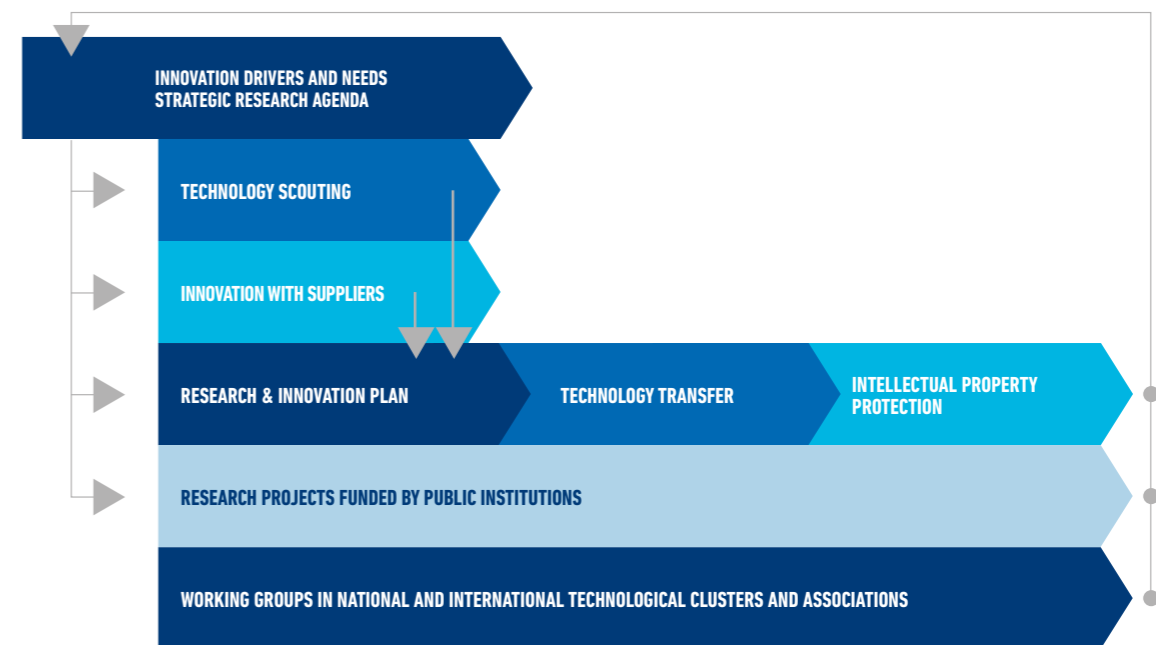 INNOVATION DRIVERS AND NEEDS
STRATEGIC RESEARCH AGENDA
TECHNOLOGY SCOUTING
INNOVATION WITH SUPPLIERS
RESEARCH & INNOVATION PLAN
TECHNOLOGY TRANSFER
INTELLECTUAL PROPERTY
PROTECTION
RESEARCH PROJECTS FUNDED BY PUBLIC INSTITUTIONS
WORKING GROUPS IN NATIONAL AND INTERNATIONAL TECHNOLOGICAL CLUSTERS AND ASSOCIATIONS